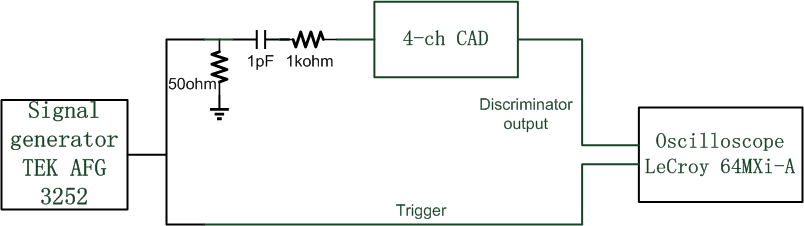 4-ch CAD
1pF
1kohm
50ohm
Signal
generator
TEK AFG
3252
Discriminator
output
Oscilloscope
LeCroy 64MXi-A
Trigger